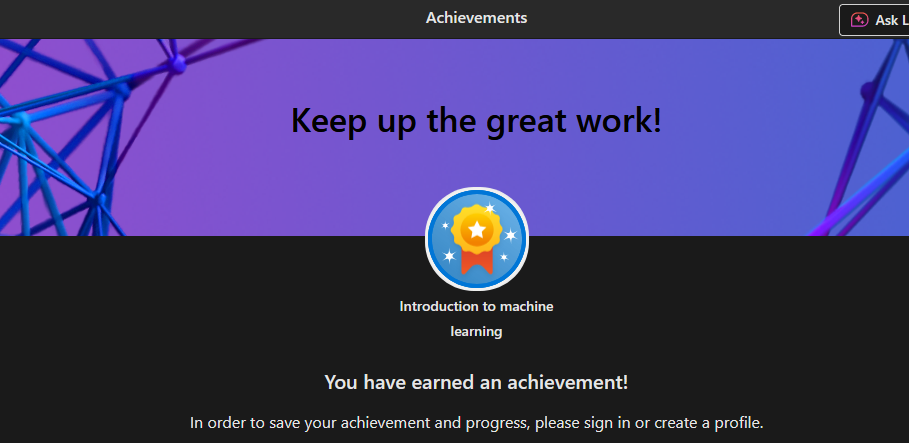 Achievements
Ask L
Keep up the great work!
Introduction to machine
learning
You have earned an achievement!
In order to save your achievement and progress, please sign in or create a profile.